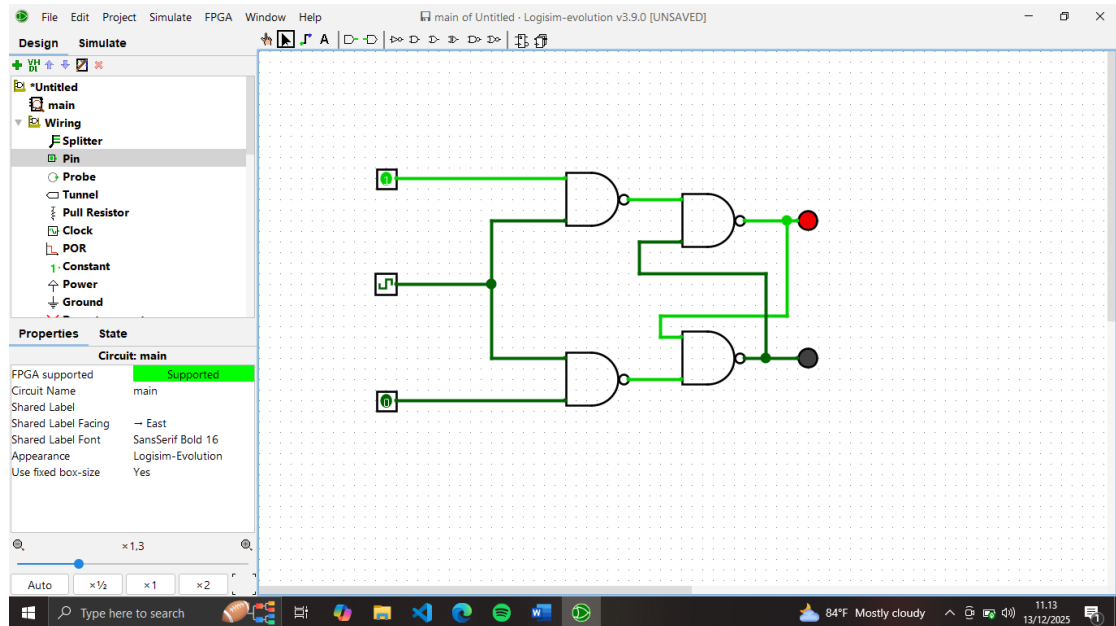 File Edit Project Simulate FPGA Window Help
main of Untitled · Logisim-evolution v3.9.0 [UNSAVED]
Design Simulate
A
VH
DL
*Untitled
main
Wiring
Splitter
Pin
Probe
Tunnel
Pull Resistor
Clock
POR
1 Constant
Power
Ground
Properties State
Circuit: main
FPGA supported Supported
Circuit Name main
Shared Label
Shared Label Facing → East
Shared Label Font SansSerif Bold 16
Appearance Logisim-Evolution
Use fixed box-size Yes
×1,3
Auto ×½ ×1 ×2
1
0
Type here to search
84°F Mostly cloudy
11.13
13/12/2025
1